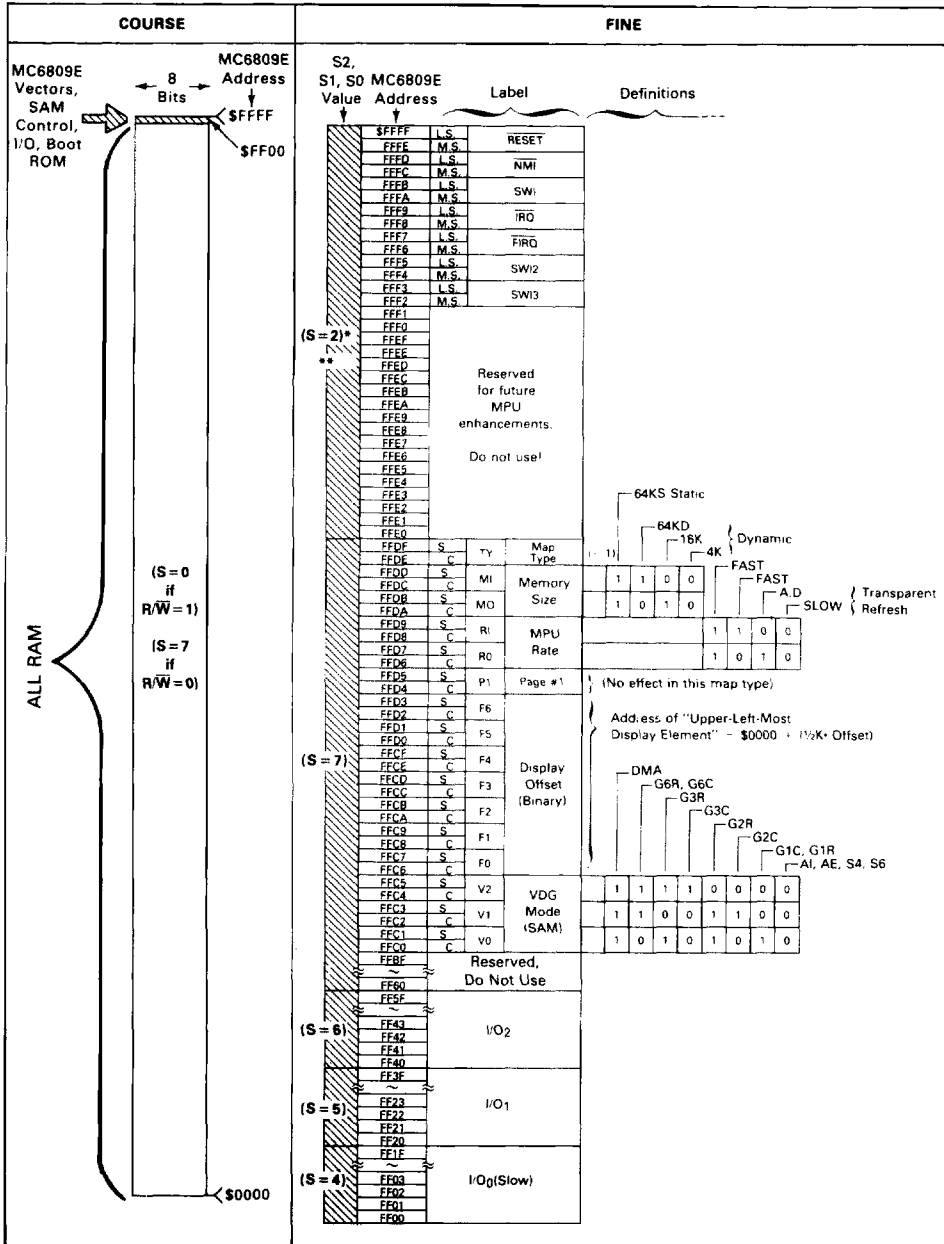 COURSE
FINE
MC6809E
Vectors,
SAM
Control,
I/O, Boot
ROM
8
Bits
MC6809E
Address
$FFFF
$FF00
ALL RAM
(S=0
if
R/W̅=1)
(S=7
if
R/W̅=0)
$0000
S2,
S1, S0
Value
MC6809E
Address
Label
Definitions
(S=2)*
**
(S=7)
(S=6)
(S=5)
(S=4)
$FFFF L.S.
FFFE M.S.
R̅E̅S̅E̅T̅
FFFD L.S.
FFFC M.S.
N̅M̅I̅
FFFB L.S.
FFFA M.S.
SWI
FFF9 L.S.
FFF8 M.S.
I̅R̅Q̅
FFF7 L.S.
FFF6 M.S.
F̅I̅R̅Q̅
FFF5 L.S.
FFF4 M.S.
SWI2
FFF3 L.S.
FFF2 M.S.
SWI3
FFF1
FFF0
FFEF
FFEE
FFED
FFEC
FFEB
FFEA
FFE9
FFE8
FFE7
FFE6
FFE5
FFE4
FFE3
FFE2
FFE1
FFE0
Reserved
for future
MPU
enhancements.
Do not use!
FFDF S
FFDE C
TY
Map
Type
FFDD S
FFDC C
M1
FFDB S
FFDA C
M0
Memory
Size
64KS Static
64KD
16K
4K
Dynamic
1 1 0 0
1 0 1 0
FFD9 S
FFD8 C
R1
FFD7 S
FFD6 C
R0
MPU
Rate
FAST
FAST
A.D
SLOW
Transparent
Refresh
1 1 0 0
1 0 1 0
FFD5 S
FFD4 C
P1
Page #1
(No effect in this map type)
FFD3 S
FFD2 C
F6
FFD1 S
FFD0 C
F5
FFCF S
FFCE C
F4
FFCD S
FFCC C
F3
FFCB S
FFCA C
F2
FFC9 S
FFC8 C
F1
FFC7 S
FFC6 C
F0
Display
Offset
(Binary)
Address of "Upper-Left-Most
Display Element" = $0000 + (½K• Offset)
FFC5 S
FFC4 C
V2
FFC3 S
FFC2 C
V1
FFC1 S
FFC0 C
V0
VDG
Mode
(SAM)
DMA
G6R, G6C
G3R
G3C
G2R
G2C
G1C, G1R
AI, AE, S4, S6
1 1 1 1 0 0 0 0
1 1 0 0 1 1 0 0
1 0 1 0 1 0 1 0
FFBF
~
FF60
Reserved,
Do Not Use
FF5F
~
FF43
FF42
FF41
FF40
I/O₂
FF3F
~
FF23
FF22
FF21
FF20
I/O₁
FF1F
~
FF03
FF02
FF01
FF00
I/O₀(Slow)